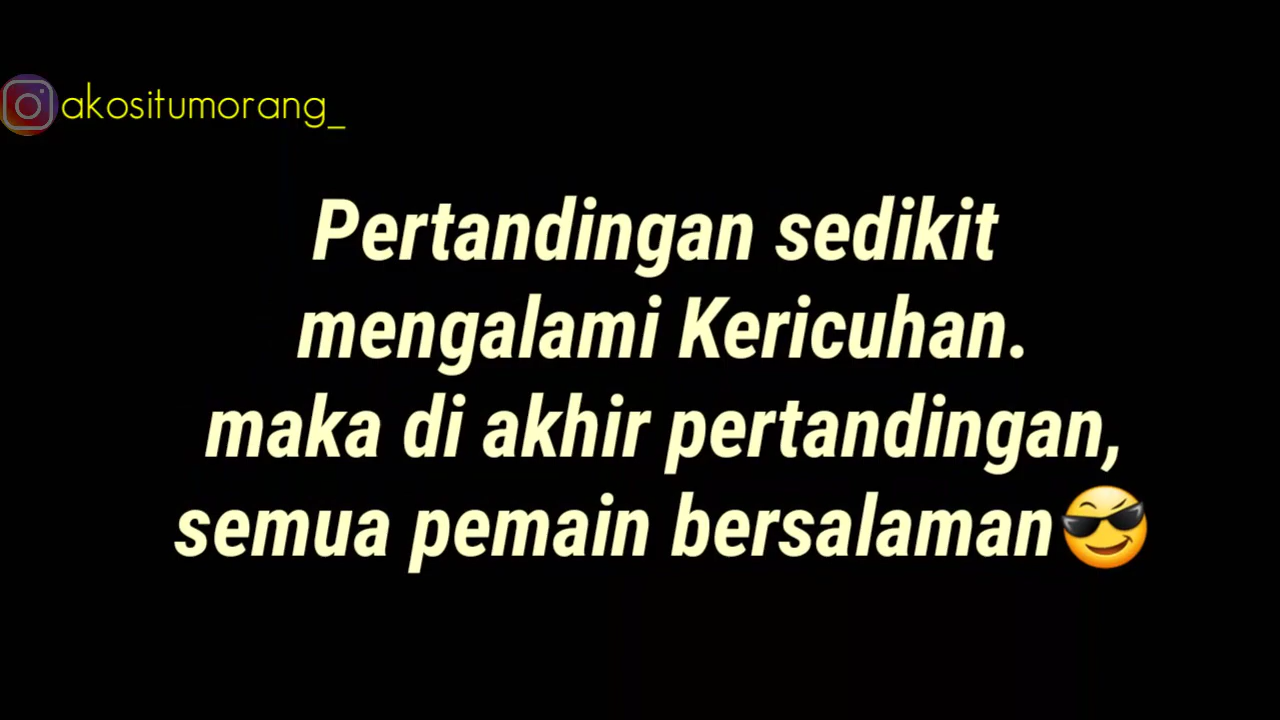 akositumorang_
Pertandingan sedikit
mengalami Kericuhan.
maka di akhir pertandingan,
semua pemain bersalaman😎